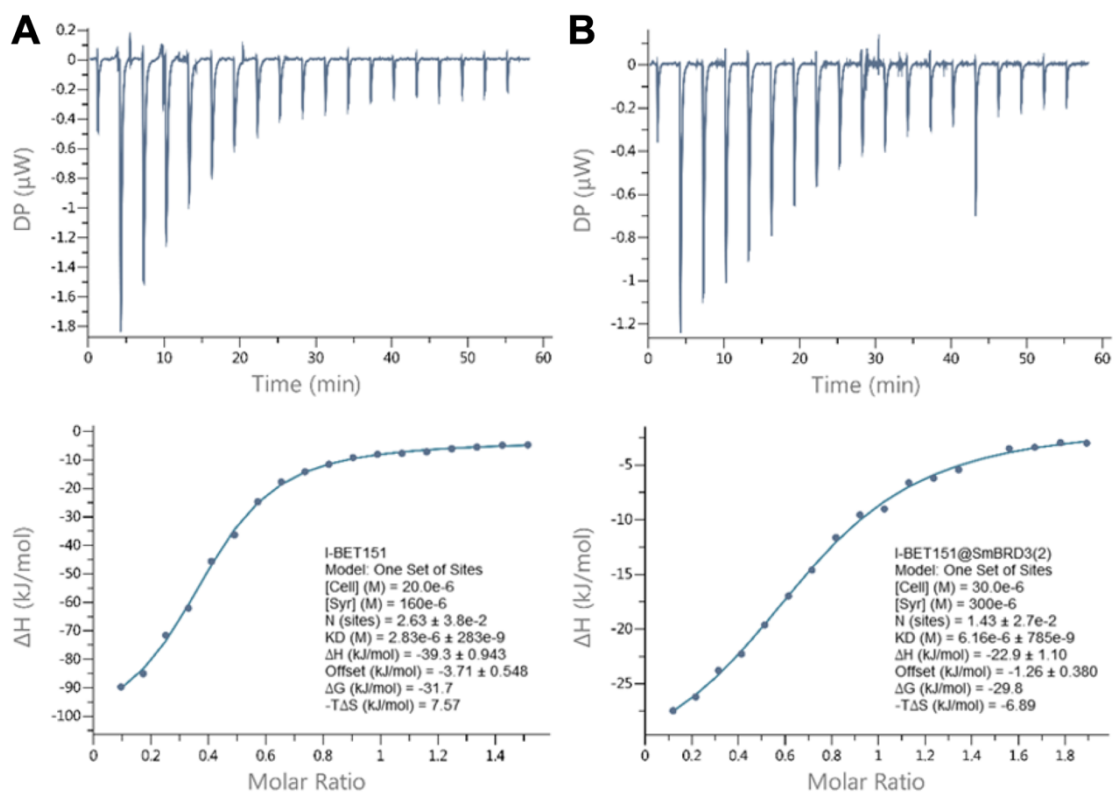 A
0.2
0
-0.2
-0.4
-0.6
-0.8
-1
-1.2
-1.4
-1.6
-1.8
DP (µW)
0 10 20 30 40 50 60
Time (min)
B
0
-0.2
-0.4
-0.6
-0.8
-1
-1.2
DP (µW)
0 10 20 30 40 50 60
Time (min)
0
-10
-20
-30
-40
-50
-60
-70
-80
-90
-100
ΔH (kJ/mol)
I-BET151
Model: One Set of Sites
[Cell] (M) = 20.0e-6
[Syr] (M) = 160e-6
N (sites) = 2.63 ± 3.8e-2
KD (M) = 2.83e-6 ± 283e-9
ΔH (kJ/mol) = -39.3 ± 0.943
Offset (kJ/mol) = -3.71 ± 0.548
ΔG (kJ/mol) = -31.7
-TΔS (kJ/mol) = 7.57
0 0.2 0.4 0.6 0.8 1 1.2 1.4
Molar Ratio
-5
-10
-15
-20
-25
ΔH (kJ/mol)
I-BET151@SmBRD3(2)
Model: One Set of Sites
[Cell] (M) = 30.0e-6
[Syr] (M) = 300e-6
N (sites) = 1.43 ± 2.7e-2
KD (M) = 6.16e-6 ± 785e-9
ΔH (kJ/mol) = -22.9 ± 1.10
Offset (kJ/mol) = -1.26 ± 0.380
ΔG (kJ/mol) = -29.8
-TΔS (kJ/mol) = -6.89
0 0.2 0.4 0.6 0.8 1 1.2 1.4 1.6 1.8
Molar Ratio